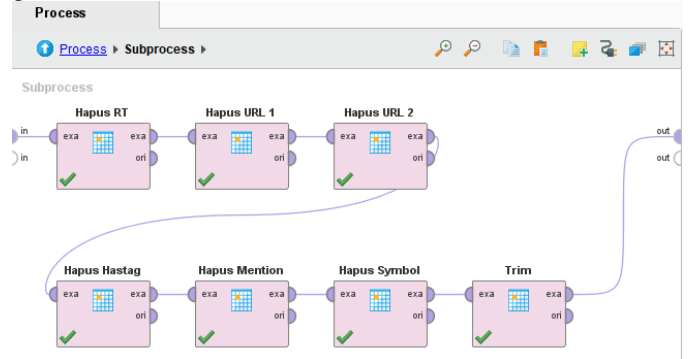 Process
Process Subprocess
Subprocess
Hapus RT Hapus URL 1 Hapus URL 2
in exa exa exa exa exa exa out
in ori ori ori out
Hapus Hastag Hapus Mention Hapus Symbol Trim
exa exa exa exa exa exa exa exa
ori ori ori ori